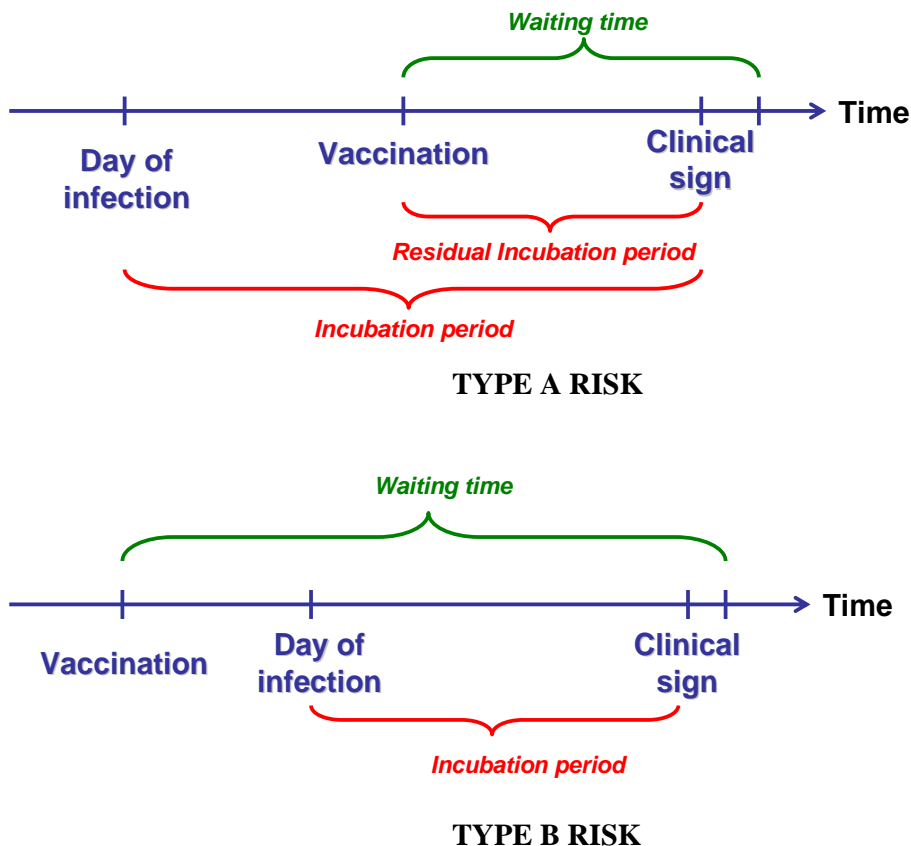 Waiting time
Time
Day of
infection
Vaccination
Clinical
sign
Residual Incubation period
Incubation period
TYPE A RISK
Waiting time
Time
Vaccination
Day of
infection
Clinical
sign
Incubation period
TYPE B RISK